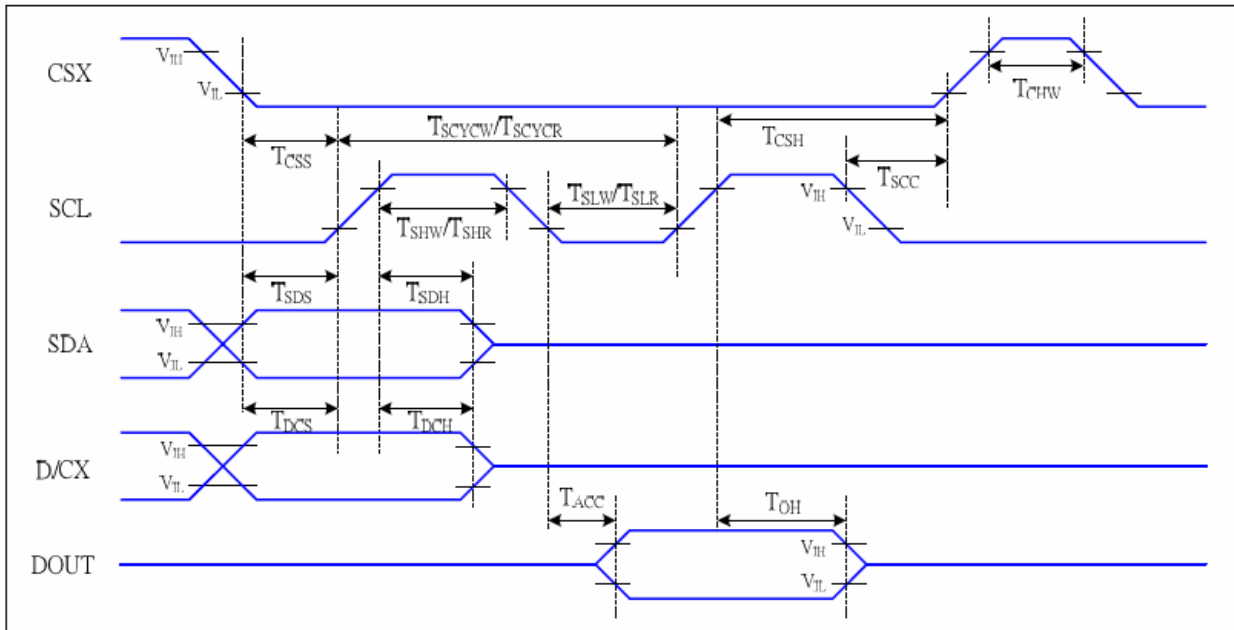 CSX
VIH
VIL
TCHW
TSCYCW/TSCYCR
TCSS
TCSH
TSCC
SCL
TSHW/TSHR
TSLW/TSLR
VIH
VIL
TSDS
TSDH
SDA
VIH
VIL
TDCS
TDCH
D/CX
VIH
VIL
TACC
TOH
DOUT
VIH
VIL